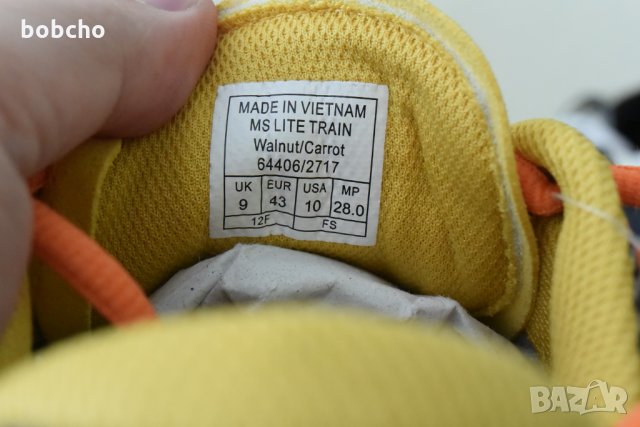 bobcho
MADE IN VIETNAM
MS LITE TRAIN
Walnut/Carrot
64406/2717
UK EUR USA MP
9 43 10 28.0
12F FS
BAZAR